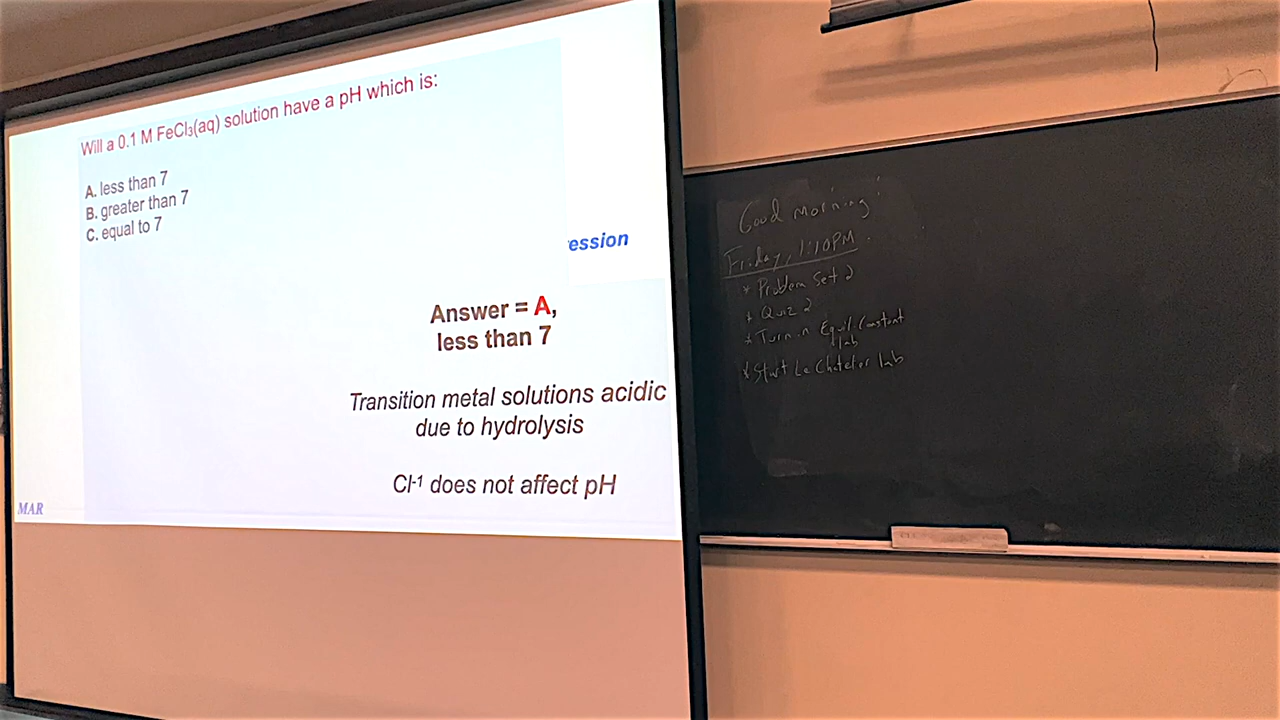 Will a 0.1 M FeCl₃(aq) solution have a pH which is:
A. less than 7
B. greater than 7
C. equal to 7
ession
Answer = A,
less than 7
Transition metal solutions acidic
due to hydrolysis
Cl⁻¹ does not affect pH
MAR
Good morning!
Friday, 1:10PM
* Problem Set 2
* Quiz 2
* Turn in Equil. Constant
lab
* Start Le Chatelier lab